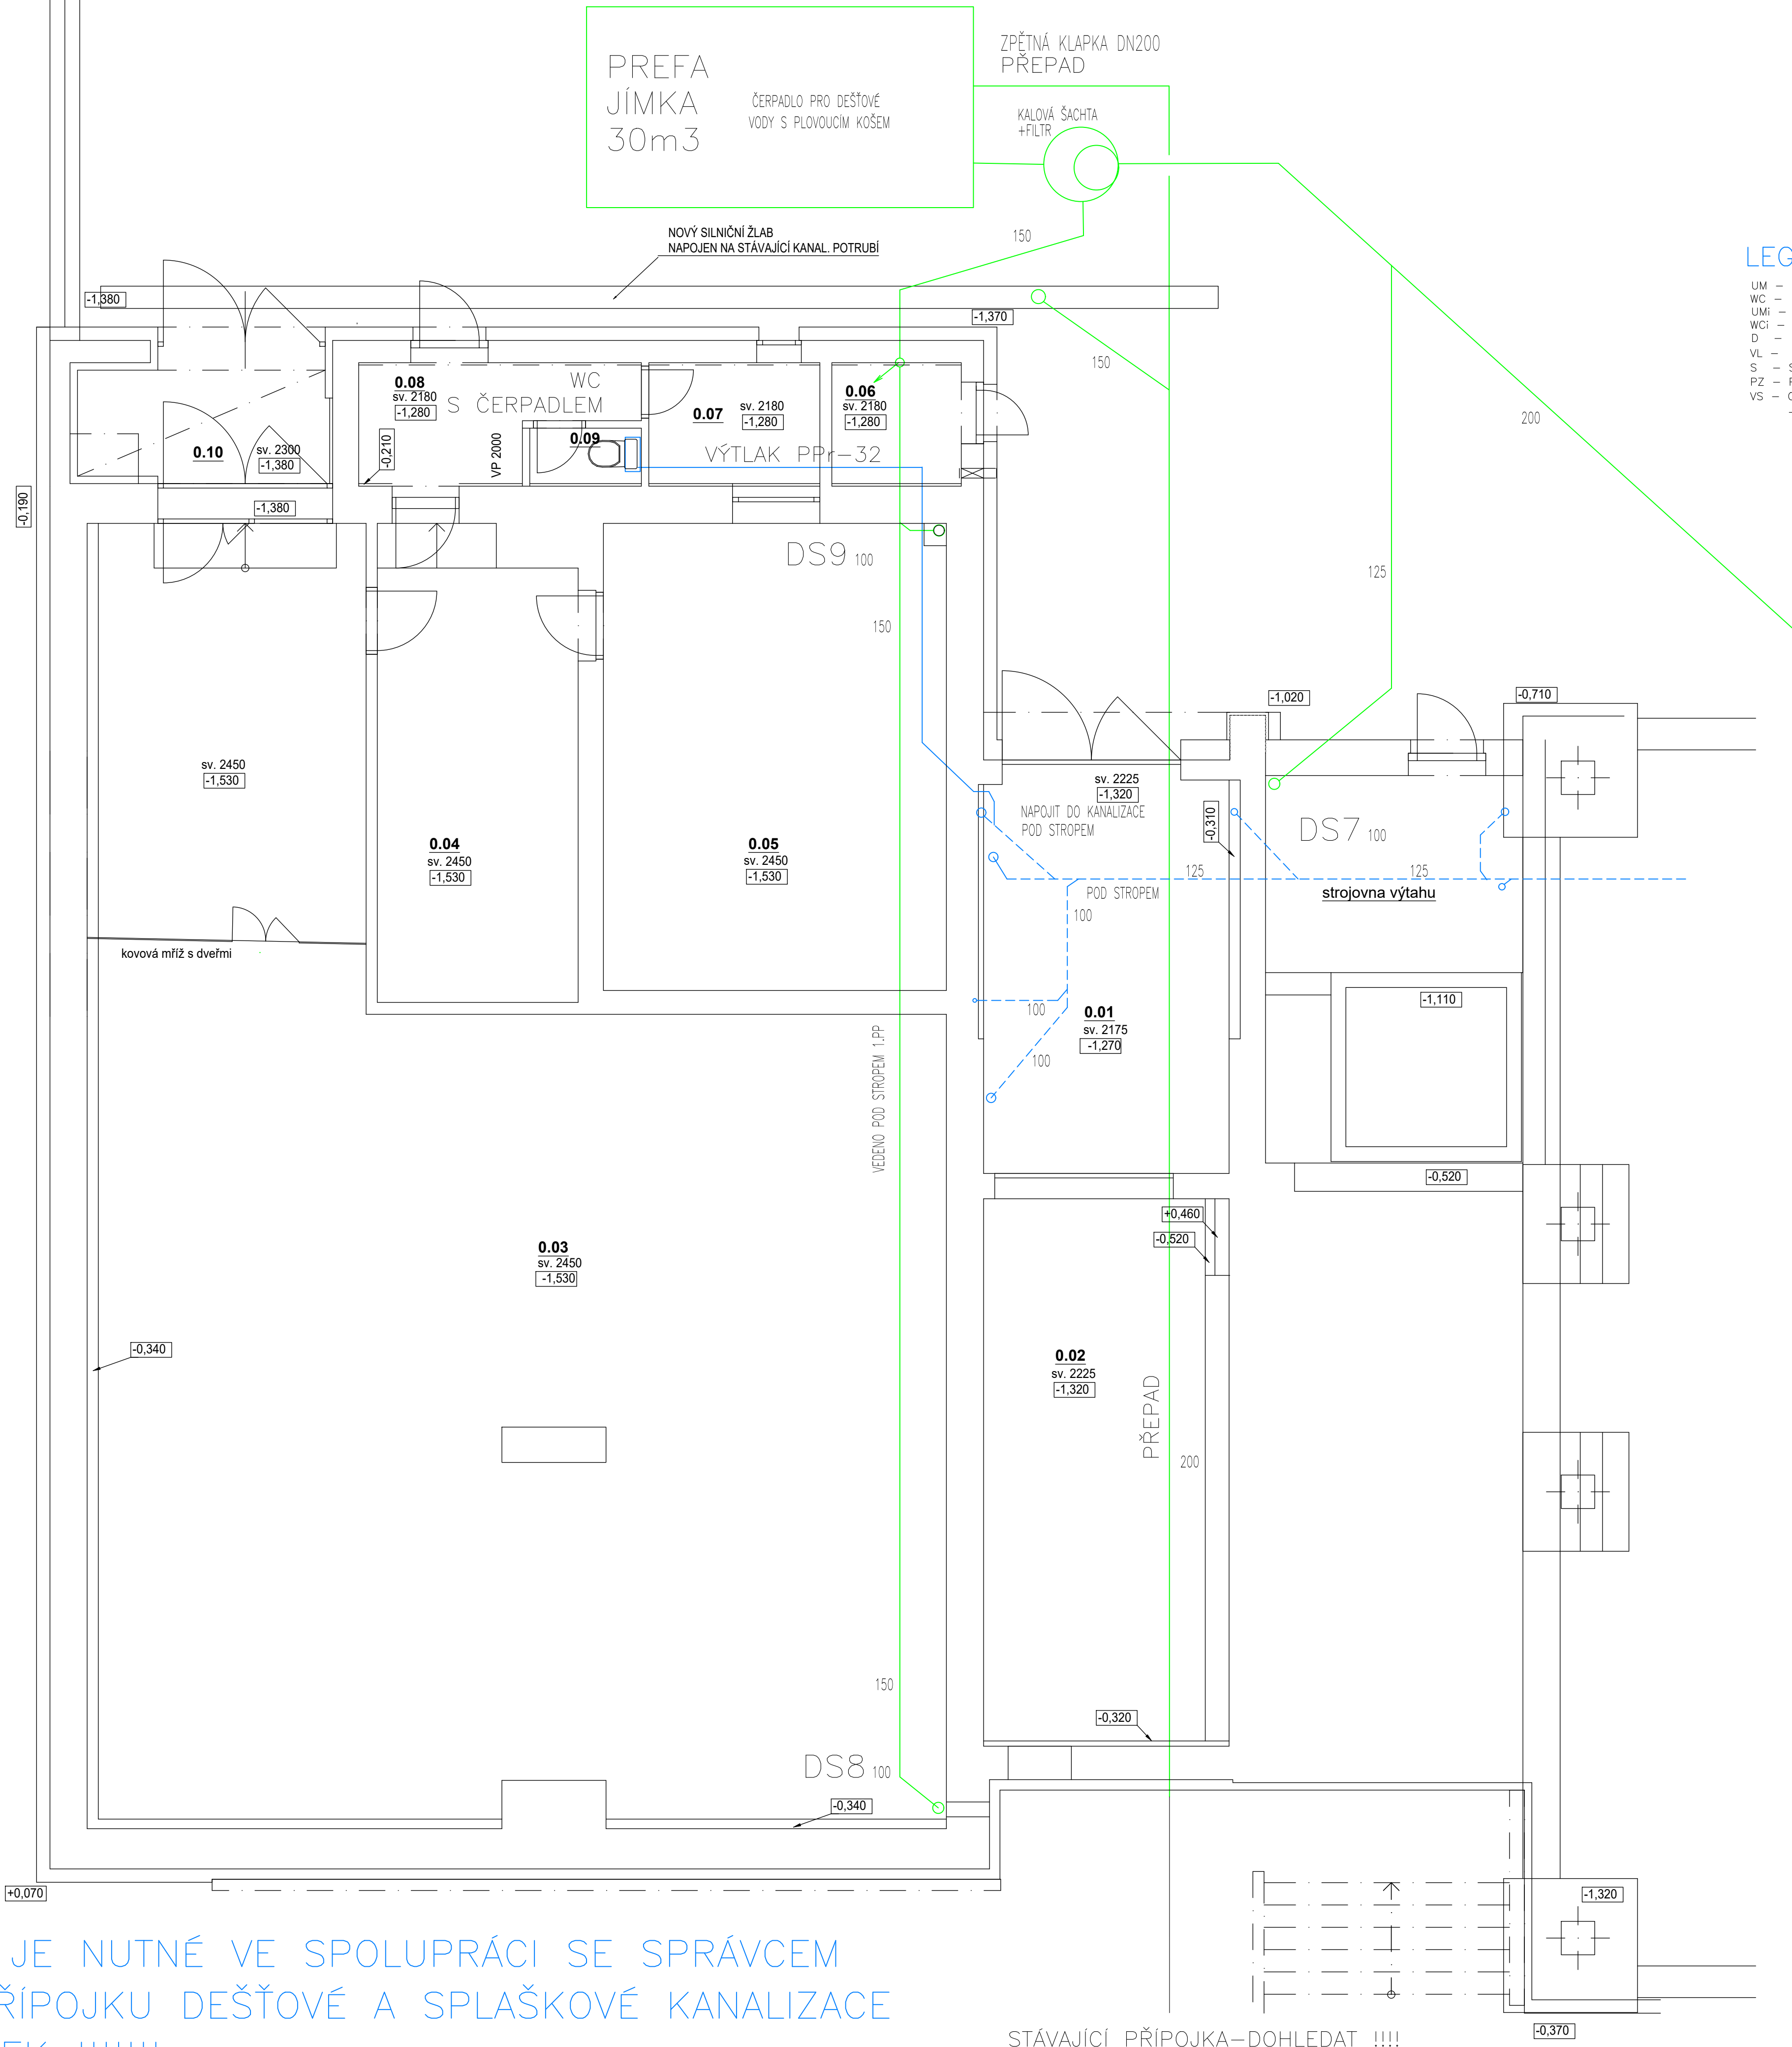 PREFA
JÍMKA
30m3
ČERPADLO PRO DEŠŤOVÉ
VODY S PLOVOUCÍM KOŠEM
ZPĚTNÁ KLAPKA DN200
PŘEPAD
KALOVÁ ŠACHTA
+FILTR
150
NOVÝ SILNIČNÍ ŽLAB
NAPOJEN NA STÁVAJÍCÍ KANAL. POTRUBÍ
LEG
UM –
WC –
UMi –
WCi –
D –
VL –
S – S
PZ –
VS –
-1,380
-1,370
150
200
0.08
sv. 2180
-1,280
WC
S ČERPADLEM
0.07
sv. 2180
-1,280
0.06
sv. 2180
-1,280
0.09
VÝTLAK PPr-32
VP 2000
-0,210
0.10
sv. 2300
-1,380
-1,380
-0,190
DS9 100
150
125
-1,020
-0,710
sv. 2450
-1,530
0.04
sv. 2450
-1,530
0.05
sv. 2450
-1,530
sv. 2225
-1,320
NAPOJIT DO KANALIZACE
POD STROPEM
-0,310
DS7 100
125
125
POD STROPEM
strojovna výtahu
100
kovová mříž s dveřmi
100
100
0.01
sv. 2175
-1,270
-1,110
VEDENO POD STROPEM 1.PP
-0,520
+0,460
-0,520
0.03
sv. 2450
-1,530
-0,340
0.02
sv. 2225
-1,320
PŘEPAD
200
150
-0,320
DS8 100
-0,340
+0,070
-1,320
JE NUTNÉ VE SPOLUPRÁCI SE SPRÁVCEM
ŘÍPOJKU DEŠŤOVÉ A SPLAŠKOVÉ KANALIZACE
STÁVAJÍCÍ PŘÍPOJKA-DOHLEDAT !!!!
-0,370